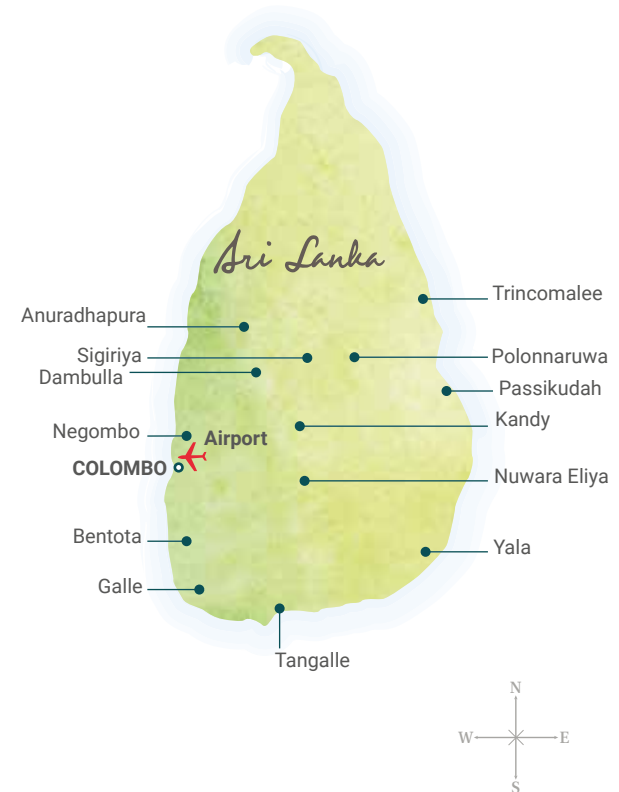 Sri Lanka
Trincomalee
Anuradhapura
Sigiriya
Polonnaruwa
Dambulla
Passikudah
Kandy
Negombo
Airport
COLOMBO
Nuwara Eliya
Bentota
Yala
Galle
Tangalle
N
W E
S